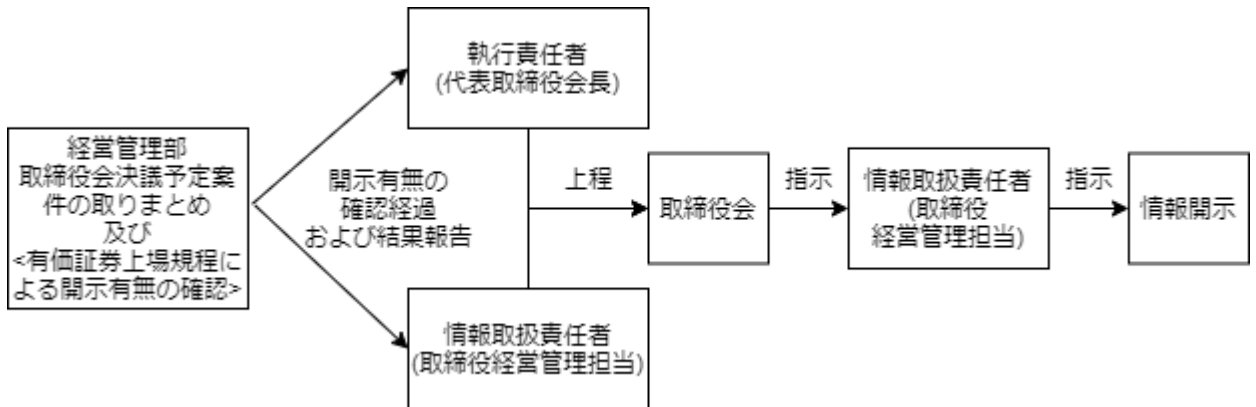 経営管理部
取締役会決議予定案
件の取りまとめ
及び
<有価証券上場規程に
よる開示有無の確認>
執行責任者
(代表取締役会長)
開示有無の
確認経過
および結果報告
情報取扱責任者
(取締役経営管理担当)
上程
取締役会
指示
情報取扱責任者
(取締役
経営管理担当)
指示
情報開示